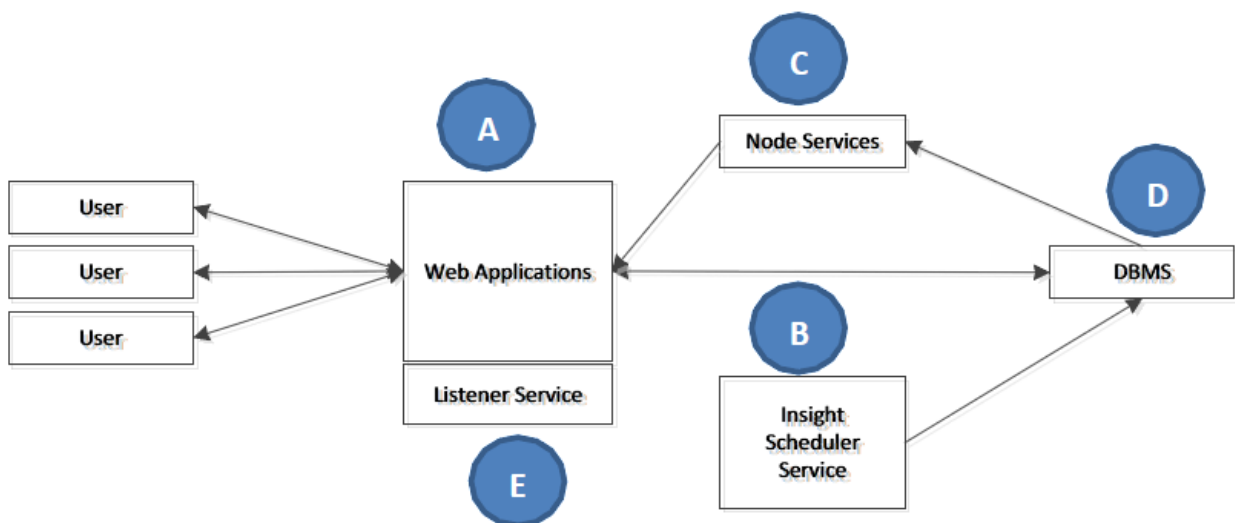 C
A
Node Services
D
User
Web Applications
User
DBMS
B
User
Listener Service
Insight
Scheduler
Service
E